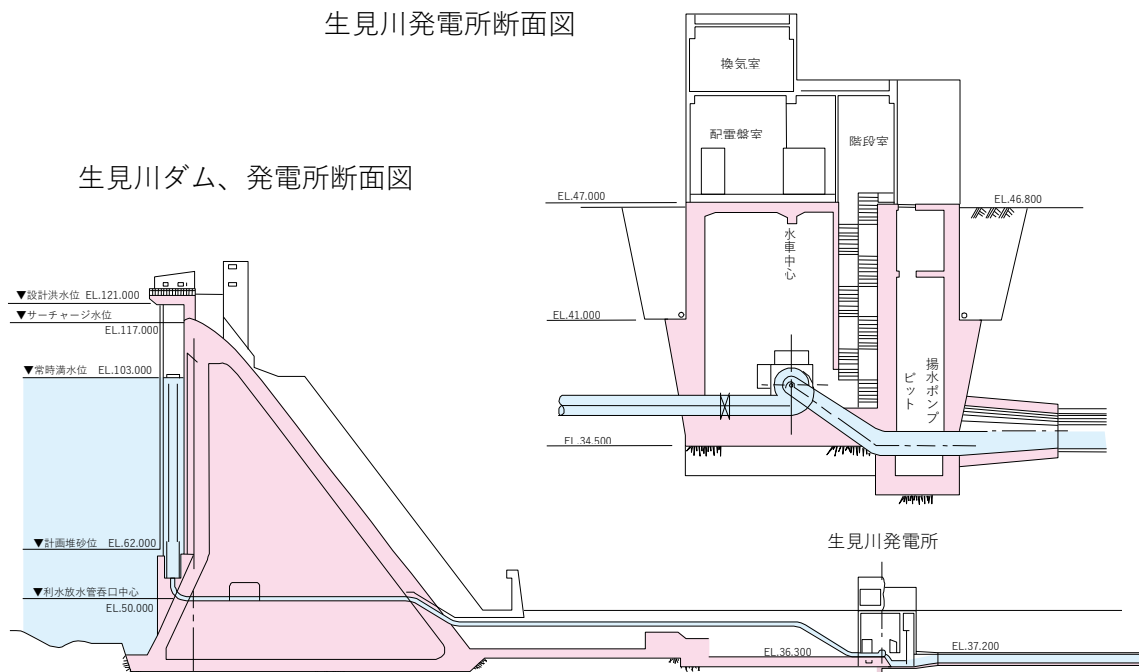 生見川発電所断面図
換気室
配電盤室
階段室
生見川ダム、発電所断面図
EL.47.000
EL.46.800
水車中心
▼設計洪水位 EL.121.000
▼サーチャージ水位
EL.117.000
EL.41.000
▼常時満水位 EL.103.000
揚水ポンプ
ピット
EL.34.500
▼計画堆砂位 EL.62.000
生見川発電所
▼利水放水管呑口中心
EL.50.000
EL.36.300
EL.37.200